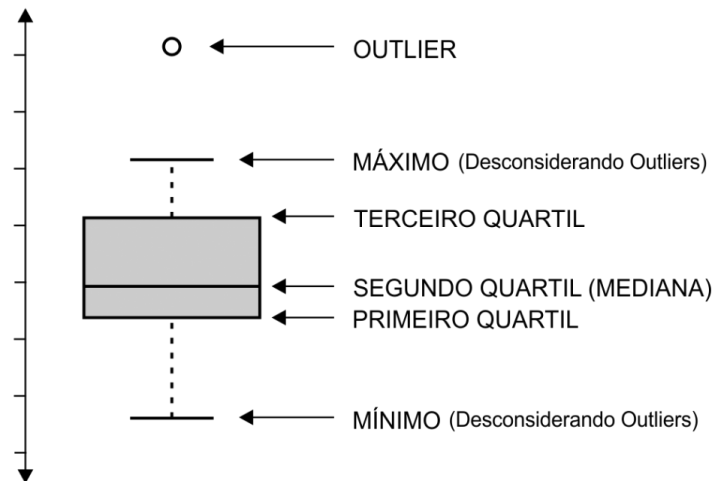 OUTLIER
MÁXIMO (Desconsiderando Outliers)
TERCEIRO QUARTIL
SEGUNDO QUARTIL (MEDIANA)
PRIMEIRO QUARTIL
MÍNIMO (Desconsiderando Outliers)